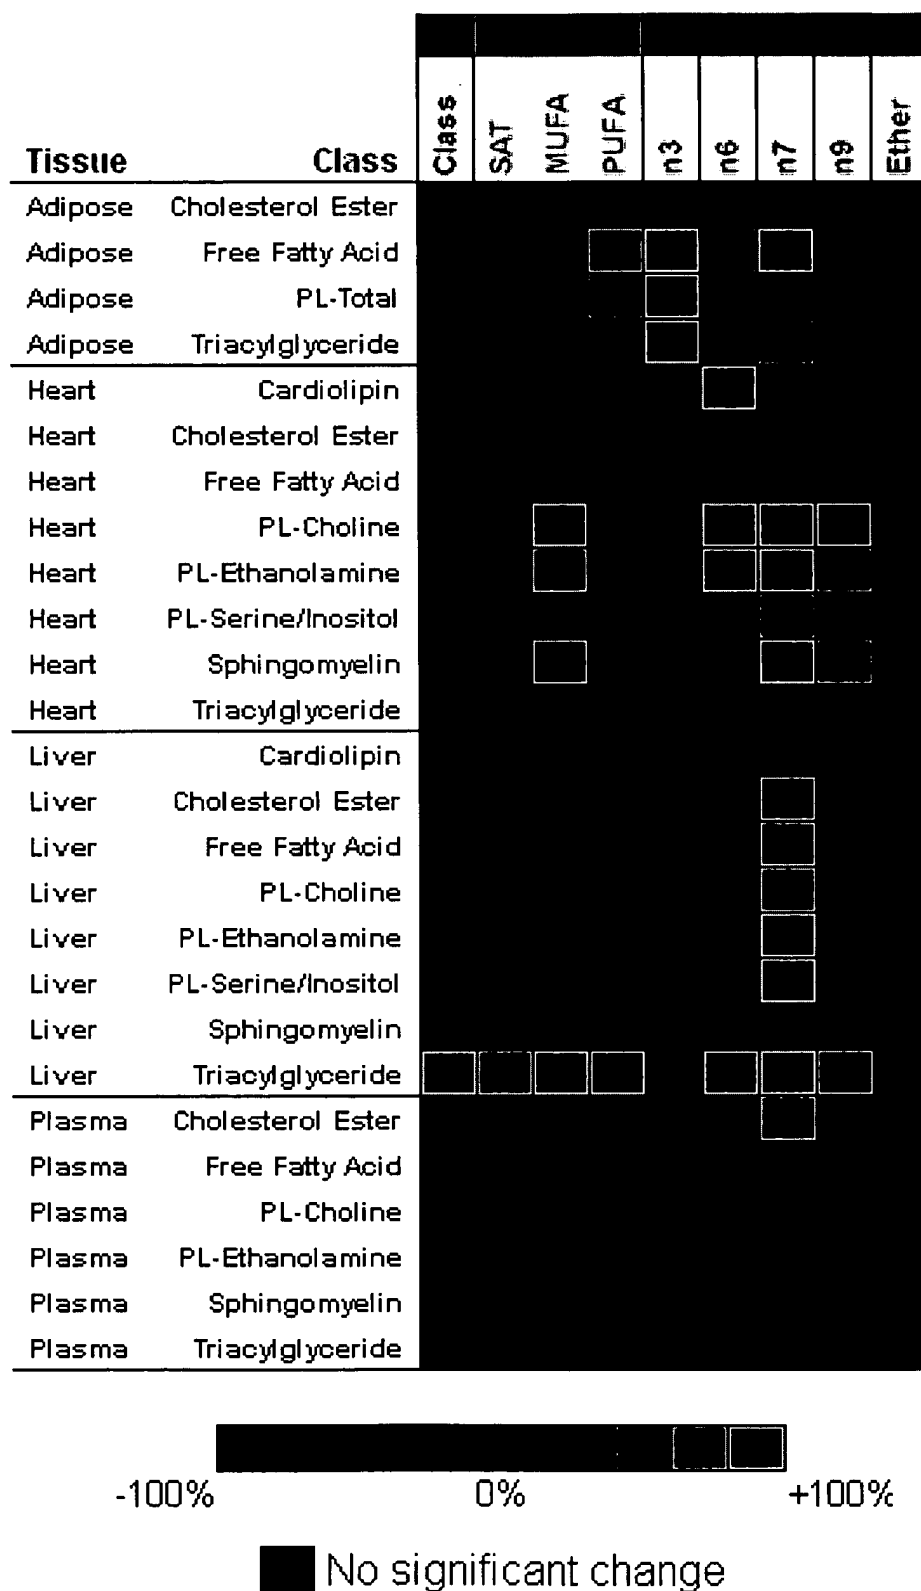 Tissue Class Class SAT MUFA PUFA n3 n6 n7 n9 Ether
Adipose Cholesterol Ester
Adipose Free Fatty Acid
Adipose PL-Total
Adipose Triacylglyceride
Heart Cardiolipin
Heart Cholesterol Ester
Heart Free Fatty Acid
Heart PL-Choline
Heart PL-Ethanolamine
Heart PL-Serine/Inositol
Heart Sphingomyelin
Heart Triacylglyceride
Liver Cardiolipin
Liver Cholesterol Ester
Liver Free Fatty Acid
Liver PL-Choline
Liver PL-Ethanolamine
Liver PL-Serine/Inositol
Liver Sphingomyelin
Liver Triacylglyceride
Plasma Cholesterol Ester
Plasma Free Fatty Acid
Plasma PL-Choline
Plasma PL-Ethanolamine
Plasma Sphingomyelin
Plasma Triacylglyceride
-100% 0% +100%
No significant change